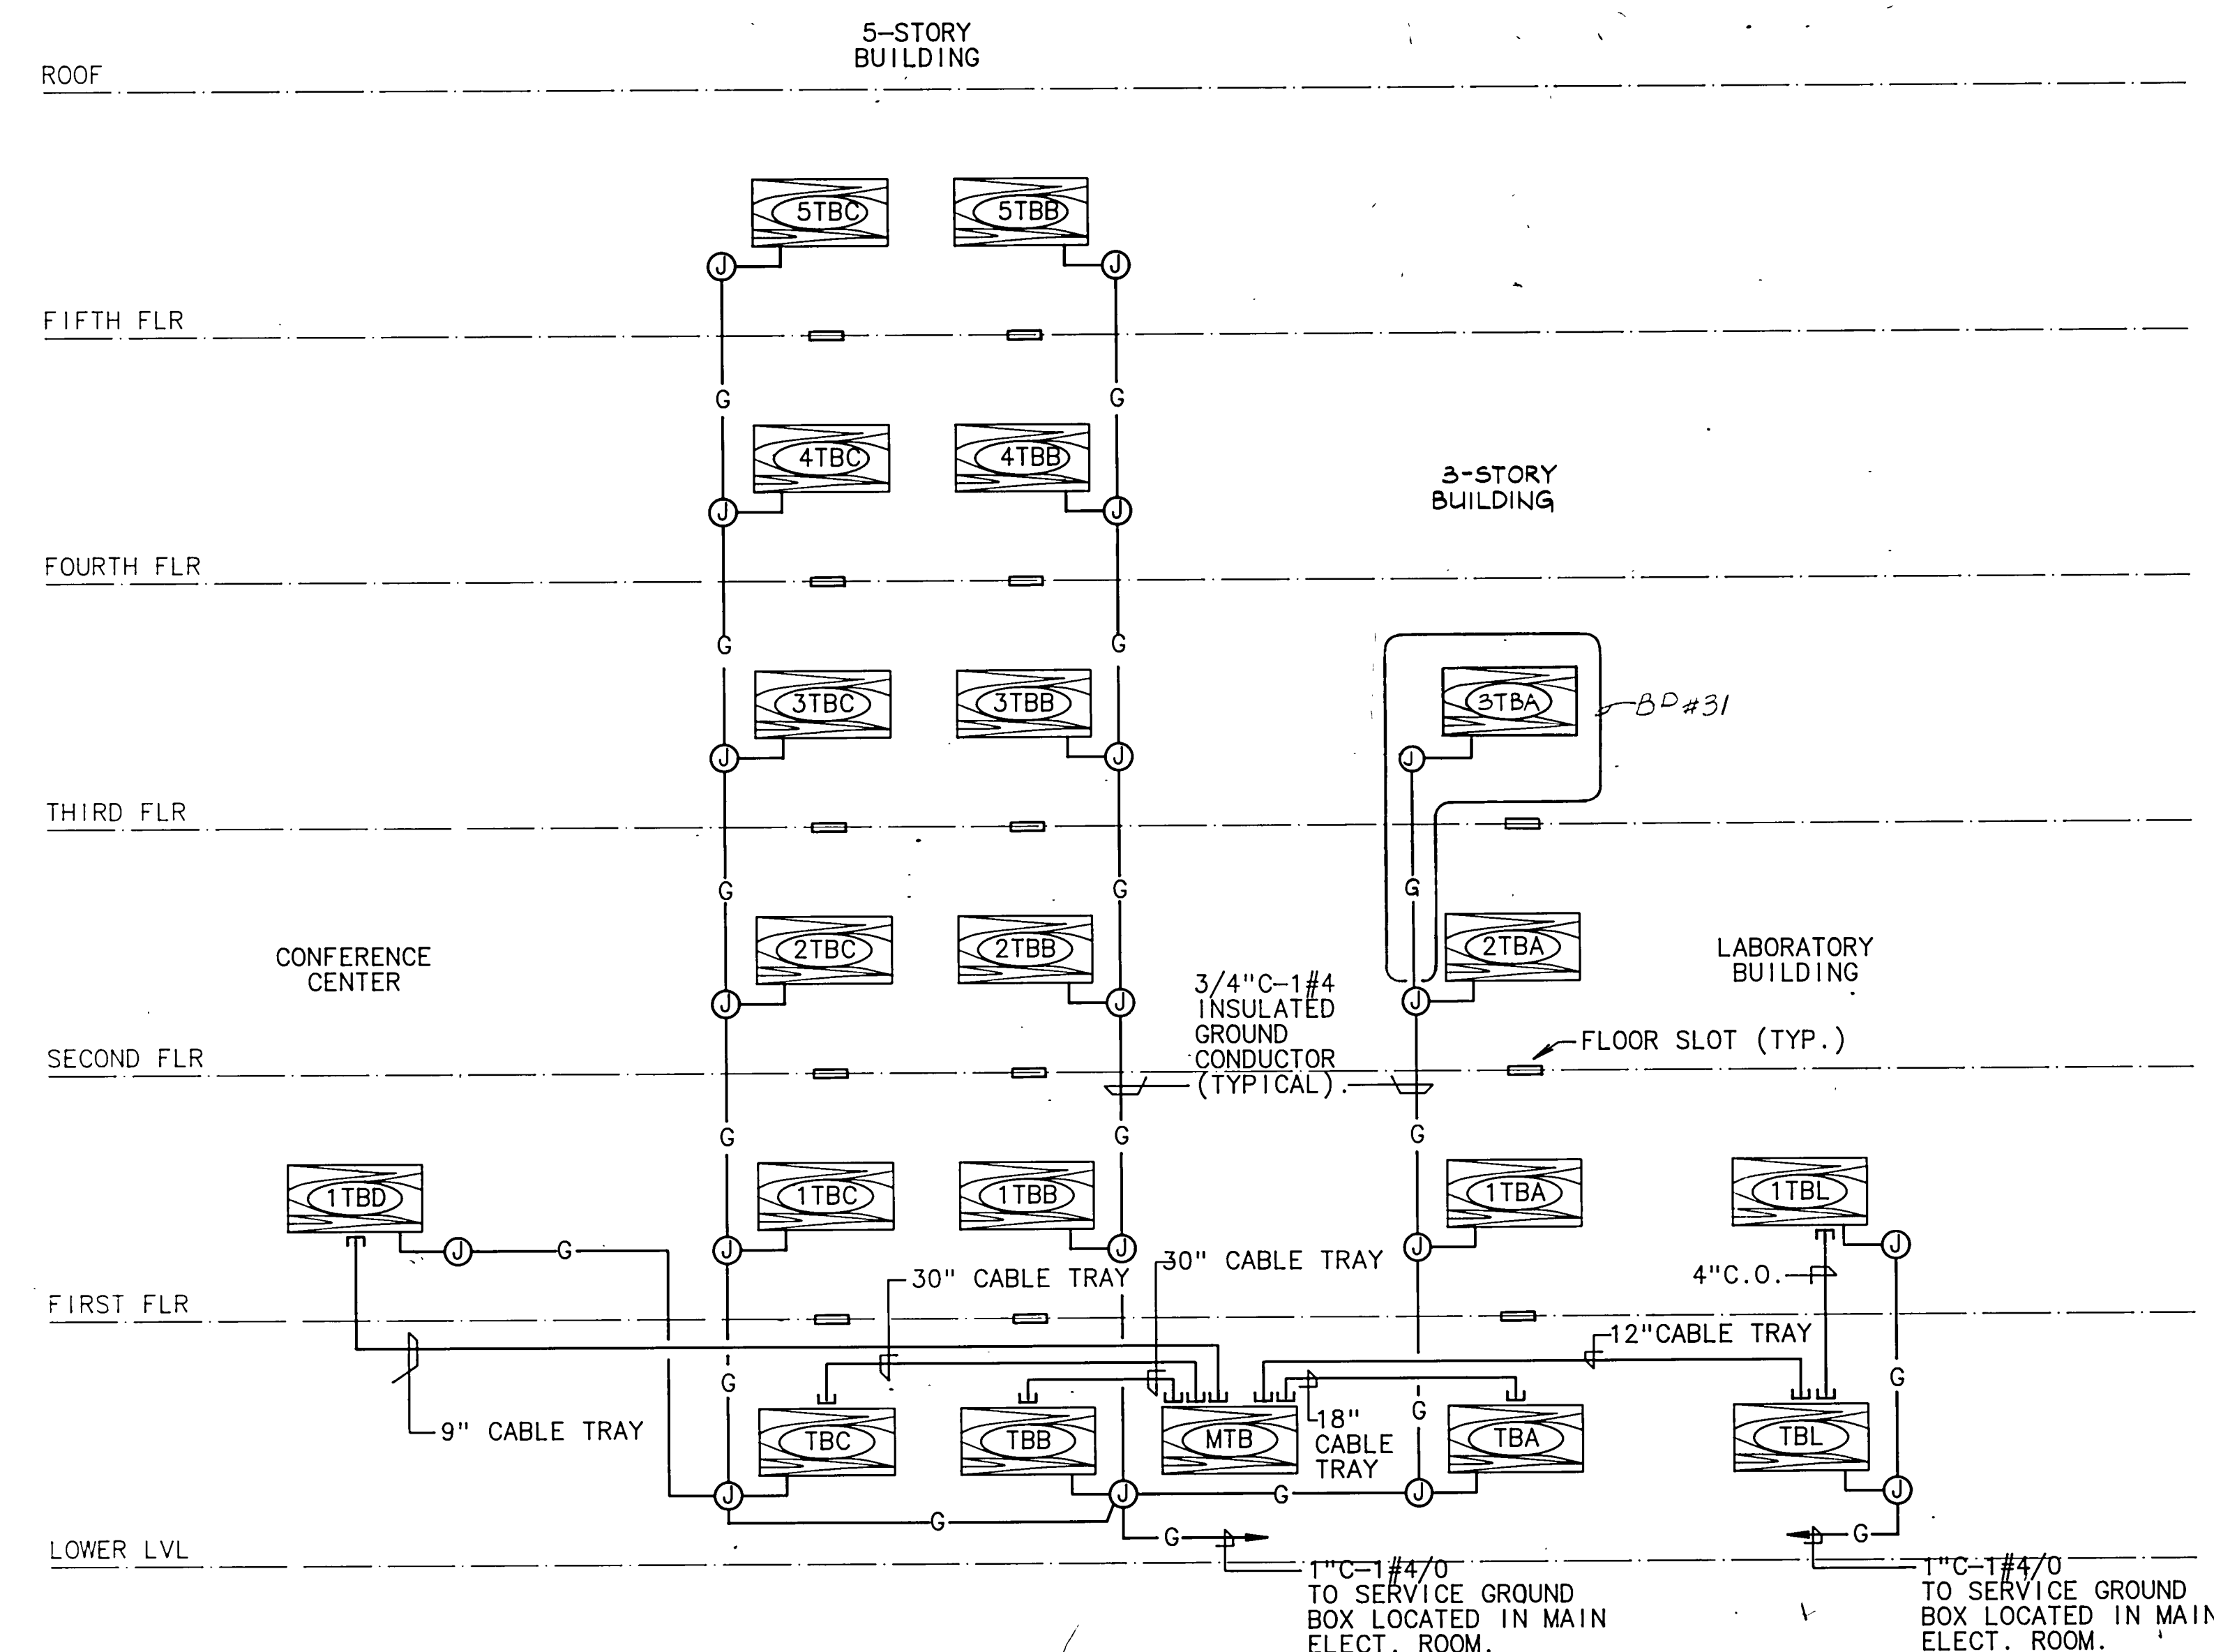 5-STORY
BUILDING
ROOF
5TBC
5TBB
J
J
FIFTH FLR
G
G
4TBC
4TBB
3-STORY
BUILDING
J
J
FOURTH FLR
G
G
3TBC
3TBB
3TBA
BD #31
J
J
J
THIRD FLR
G
G
G
2TBC
2TBB
2TBA
CONFERENCE
CENTER
LABORATORY
BUILDING
J
J
J
3/4"C-1#4
INSULATED
GROUND
CONDUCTOR
(TYPICAL).
FLOOR SLOT (TYP.)
SECOND FLR
G
G
G
1TBD
1TBC
1TBB
1TBA
1TBL
J
G
J
J
J
J
30" CABLE TRAY
30" CABLE TRAY
4"C.O.
FIRST FLR
12"CABLE TRAY
G
G
G
9" CABLE TRAY
TBC
TBB
MTB
18"
CABLE
TRAY
TBA
TBL
J
J
G
J
J
G
G
G
LOWER LVL
1"C-1#4/0
TO SERVICE GROUND
BOX LOCATED IN MAIN
ELECT. ROOM.
1"C-1#4/0
TO SERVICE GROUND
BOX LOCATED IN MAIN
ELECT. ROOM.